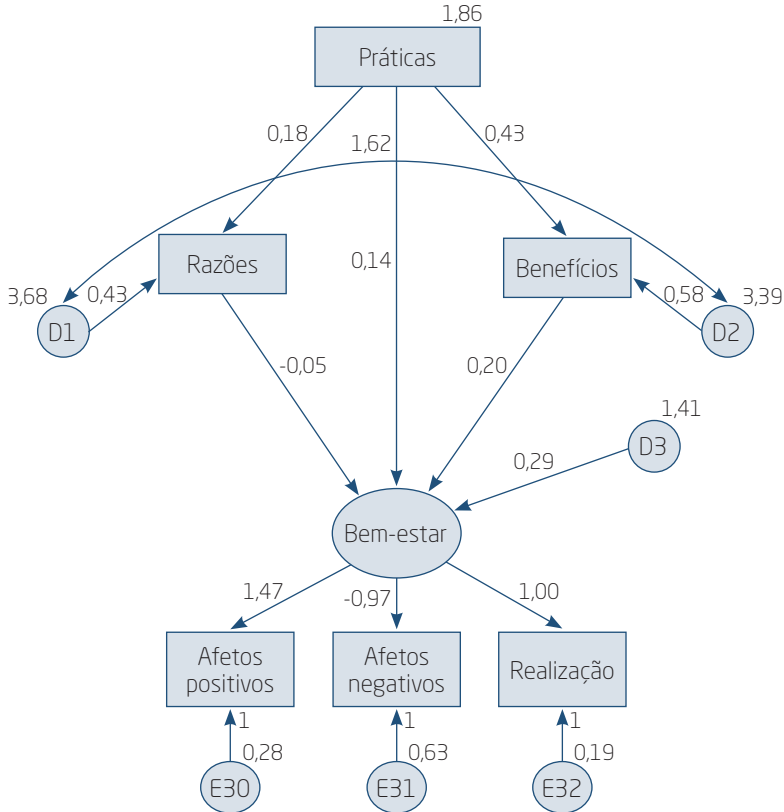 1,86
Práticas
0,18
1,62
0,43
Razões
0,14
Benefícios
3,68
0,43
0,58
3,39
D1
D2
-0,05
0,20
1,41
D3
0,29
Bem-estar
1,47
-0,97
1,00
Afetos
positivos
Afetos
negativos
Realização
1
1
1
0,28
0,63
0,19
E30
E31
E32